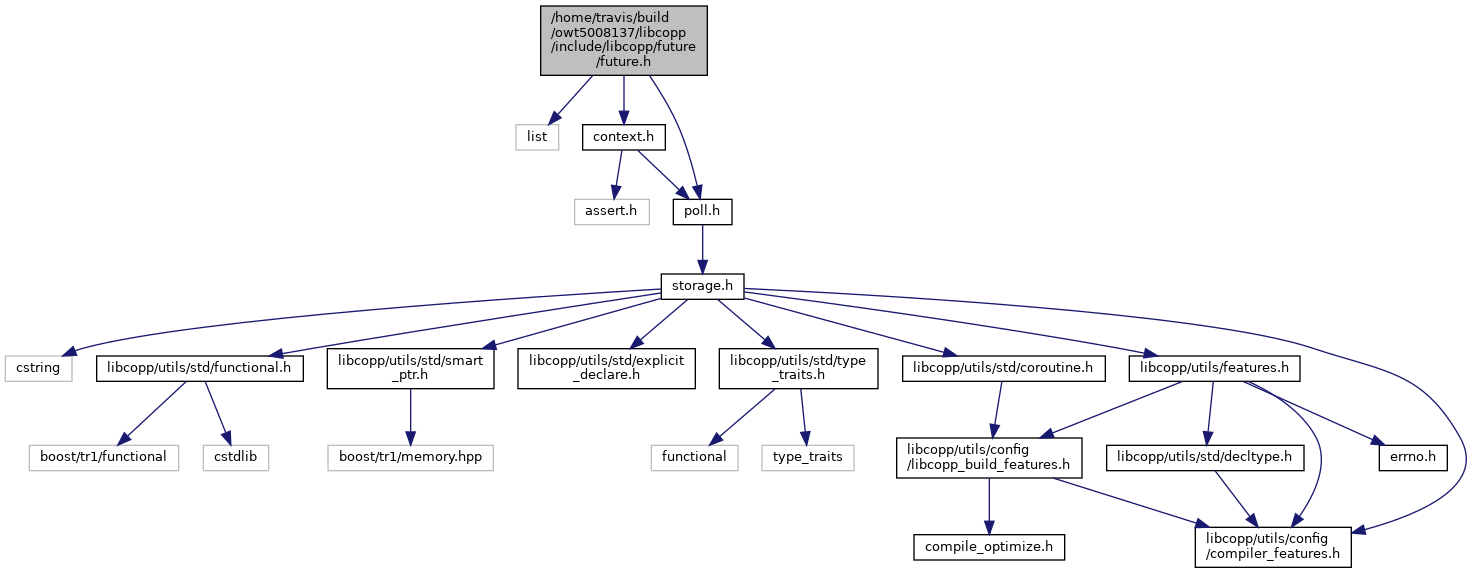 /home/travis/build
/owt5008137/libcopp
/include/libcopp/future
/future.h
list
context.h
assert.h
poll.h
storage.h
cstring
libcopp/utils/std/functional.h
libcopp/utils/std/smart
_ptr.h
libcopp/utils/std/explicit
_declare.h
libcopp/utils/std/type
_traits.h
libcopp/utils/std/coroutine.h
libcopp/utils/features.h
boost/tr1/functional
cstdlib
boost/tr1/memory.hpp
functional
type_traits
libcopp/utils/config
/libcopp_build_features.h
libcopp/utils/std/decltype.h
errno.h
compile_optimize.h
libcopp/utils/config
/compiler_features.h